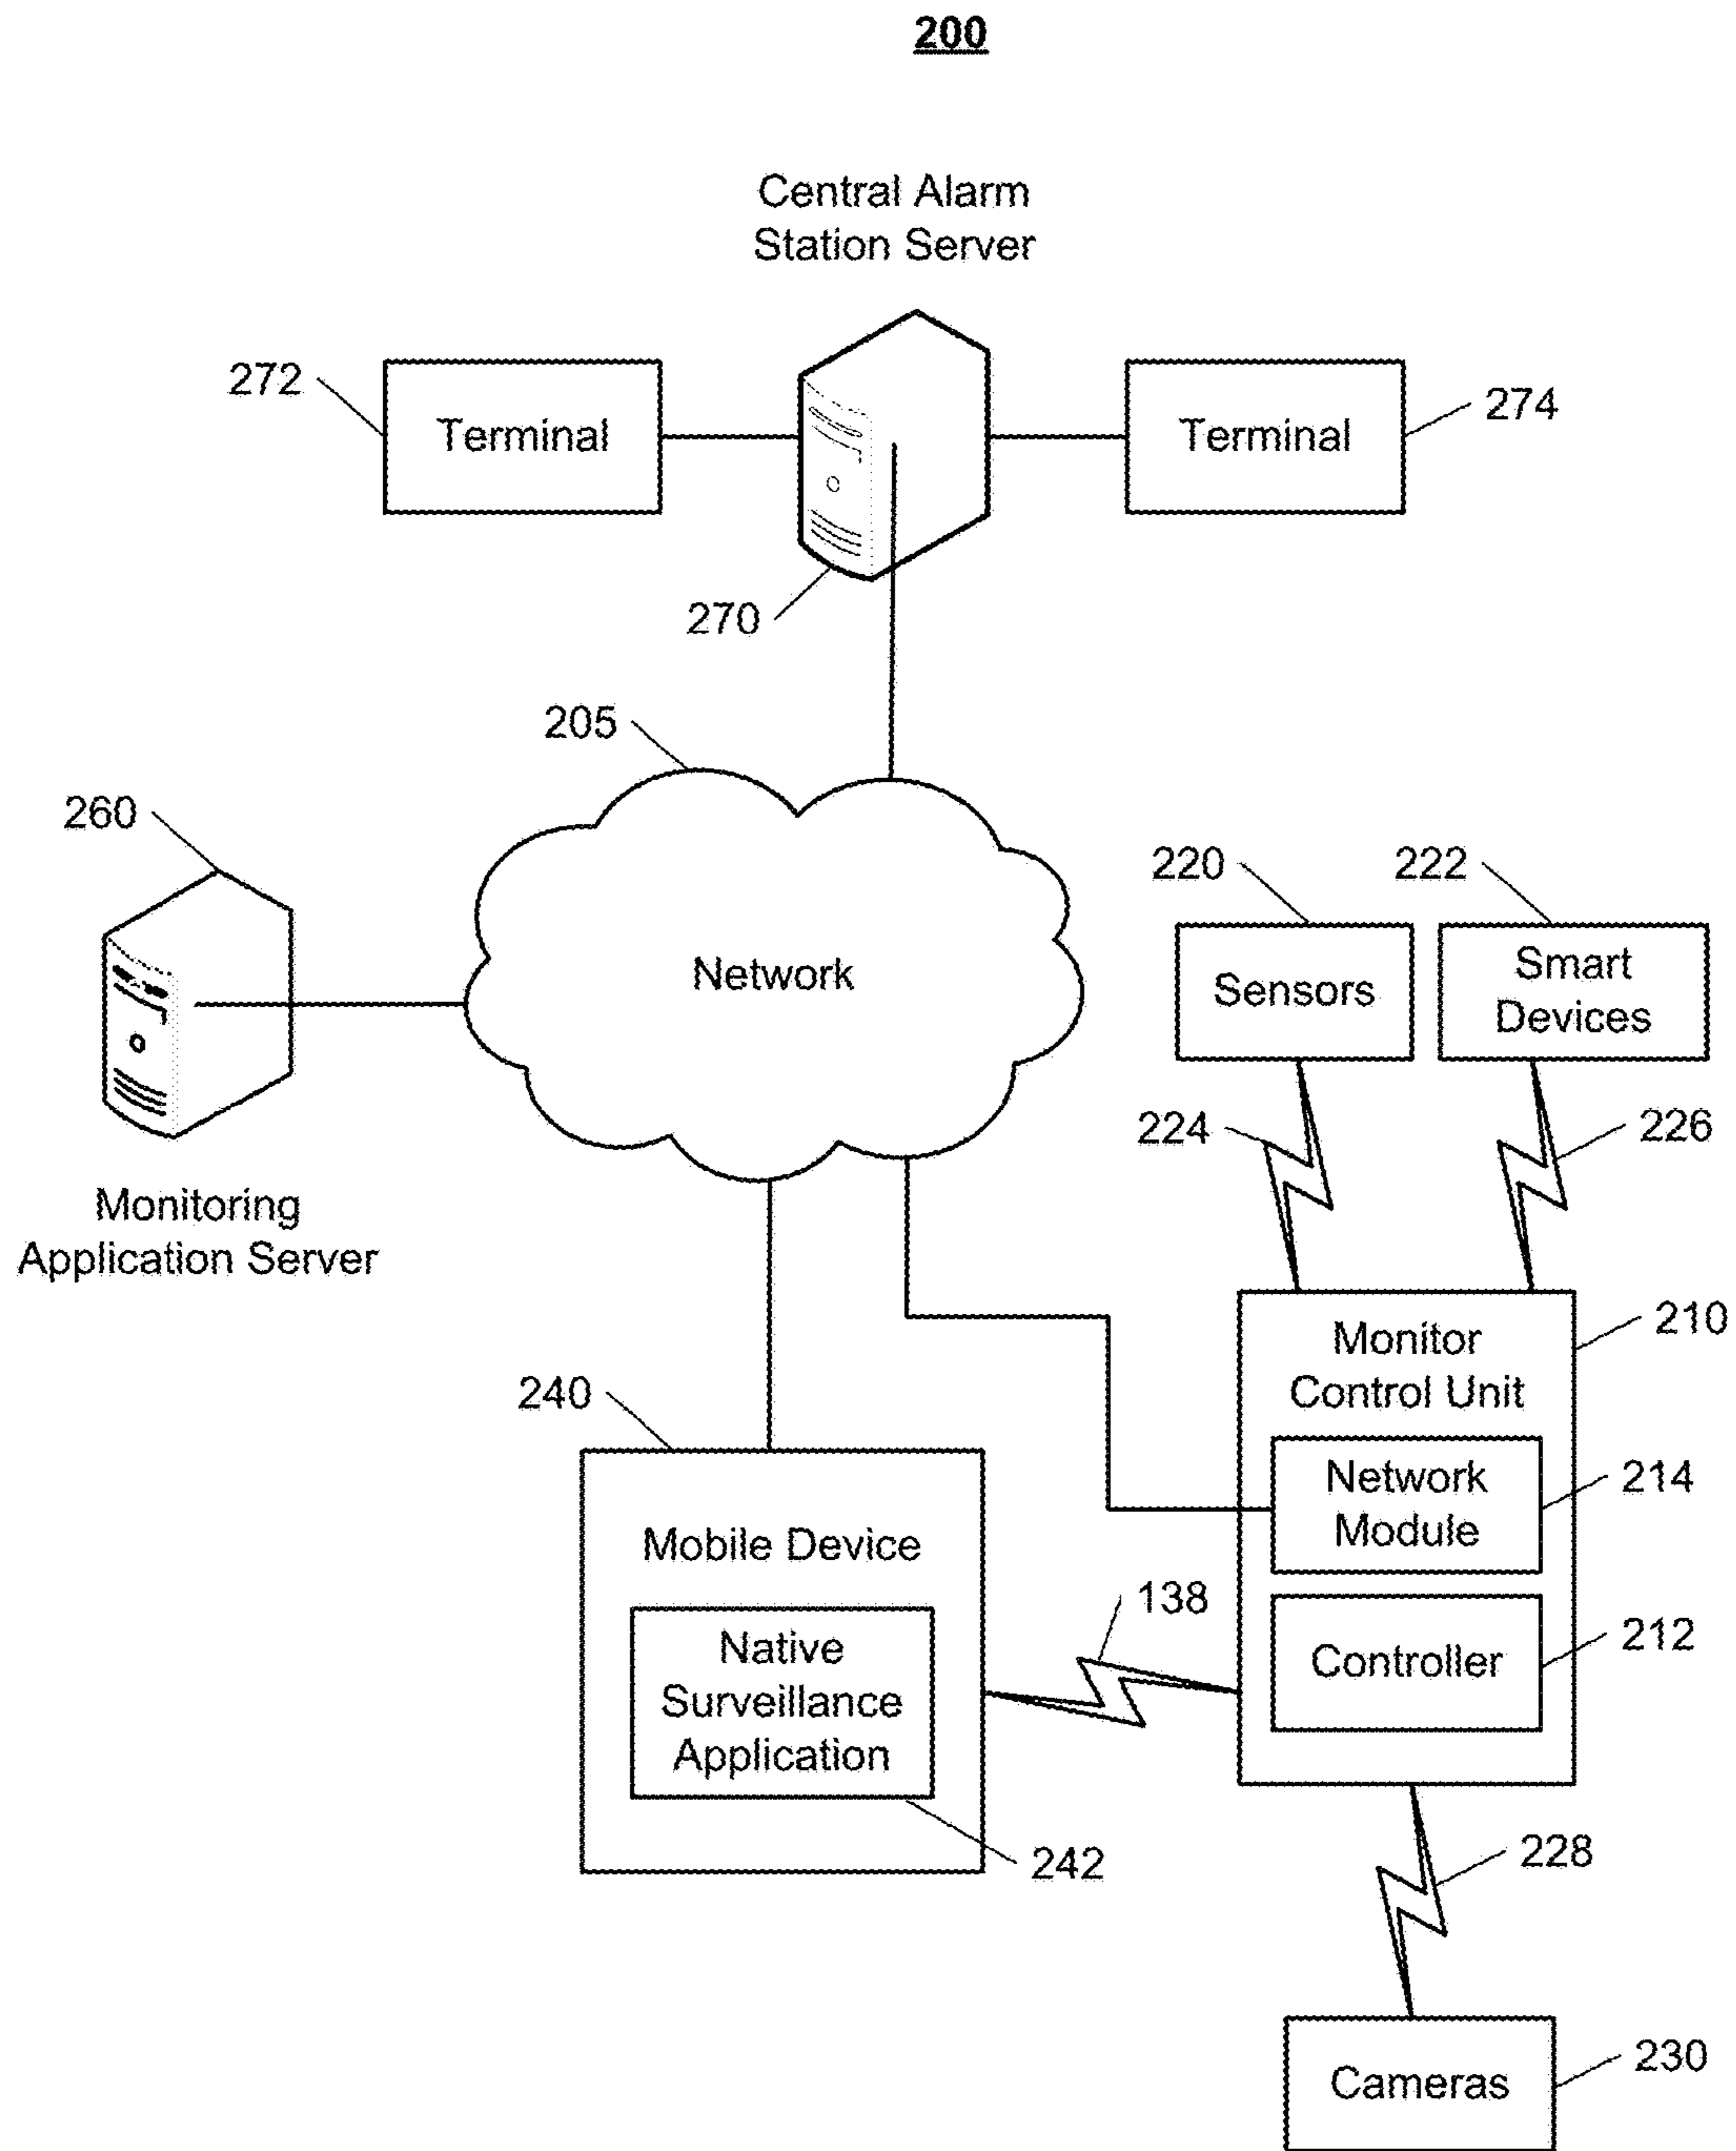 200
Central Alarm
Station Server
272
Terminal
Terminal
274
270
205
260
Network
220
222
Sensors
Smart
Devices
224
226
Monitoring
Application Server
210
Monitor
Control Unit
240
Network
Module
214
Mobile Device
138
Native
Surveillance
Application
Controller
212
242
228
Cameras
230